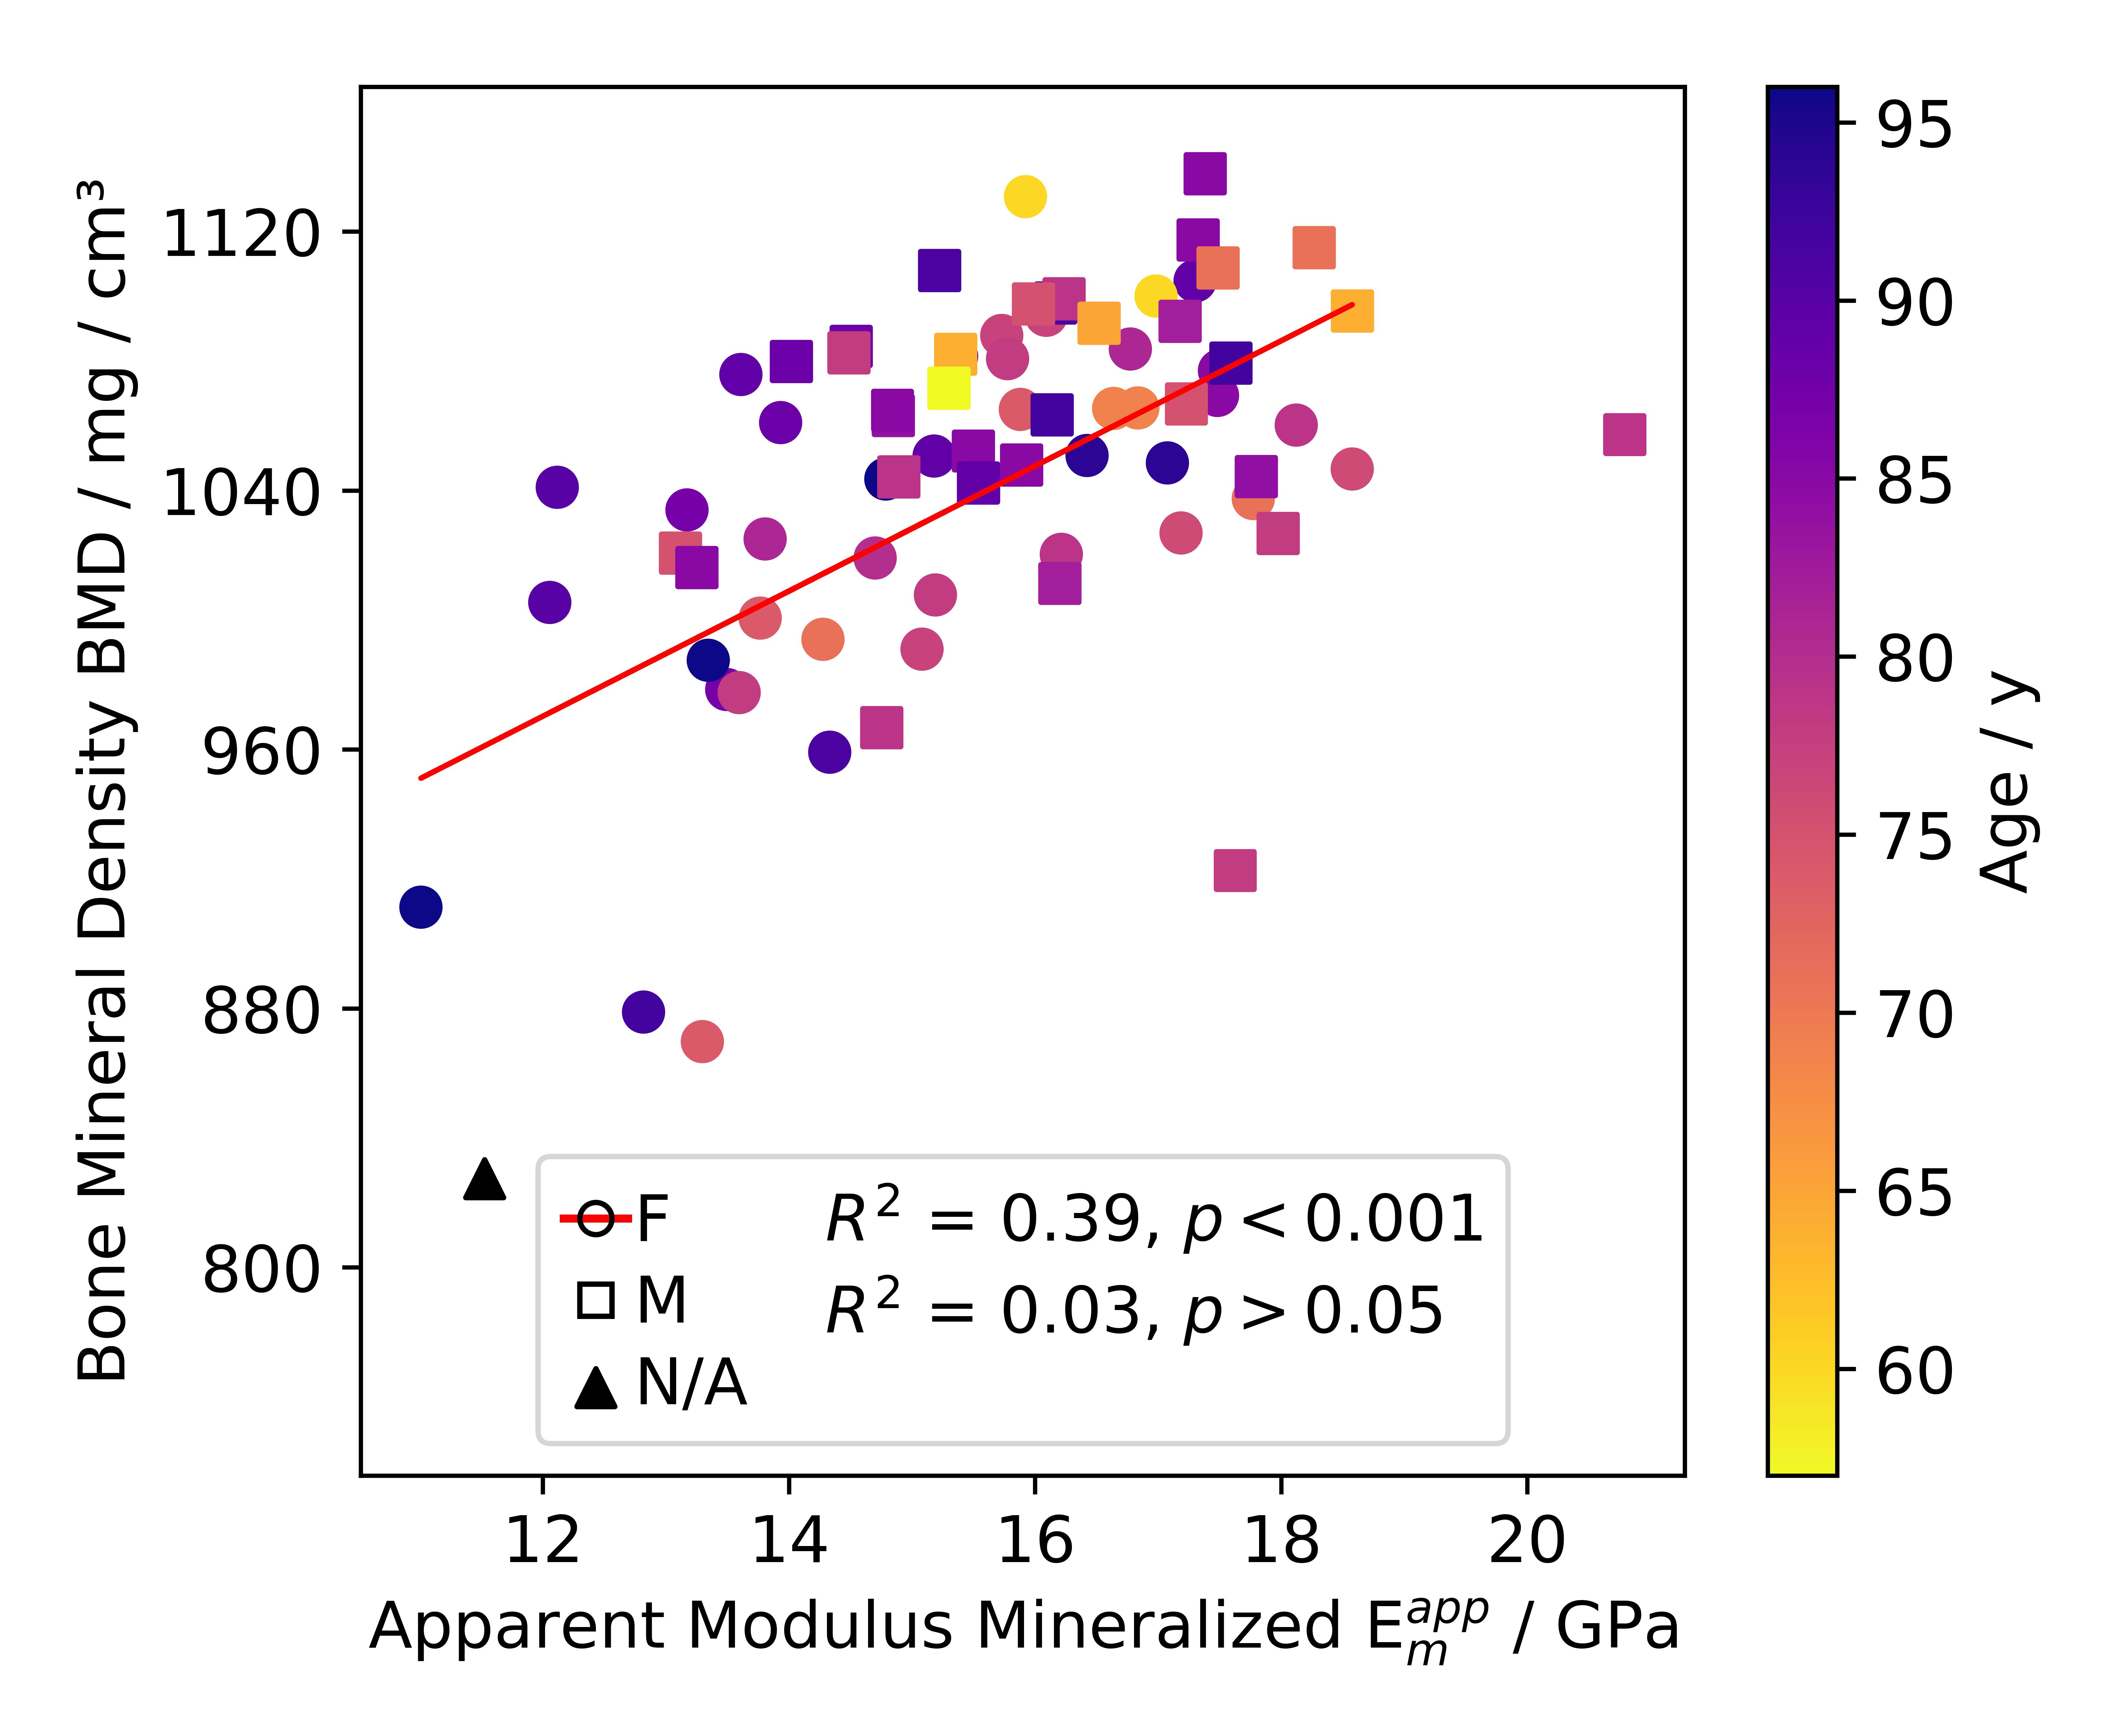 Bone Mineral Density BMD / mg / cm³
1120
1040
960
880
800
F R² = 0.39, p < 0.001
M R² = 0.03, p > 0.05
N/A
12 14 16 18 20
Apparent Modulus Mineralized E_m^app / GPa
95
90
85
80
75
70
65
60
Age / y